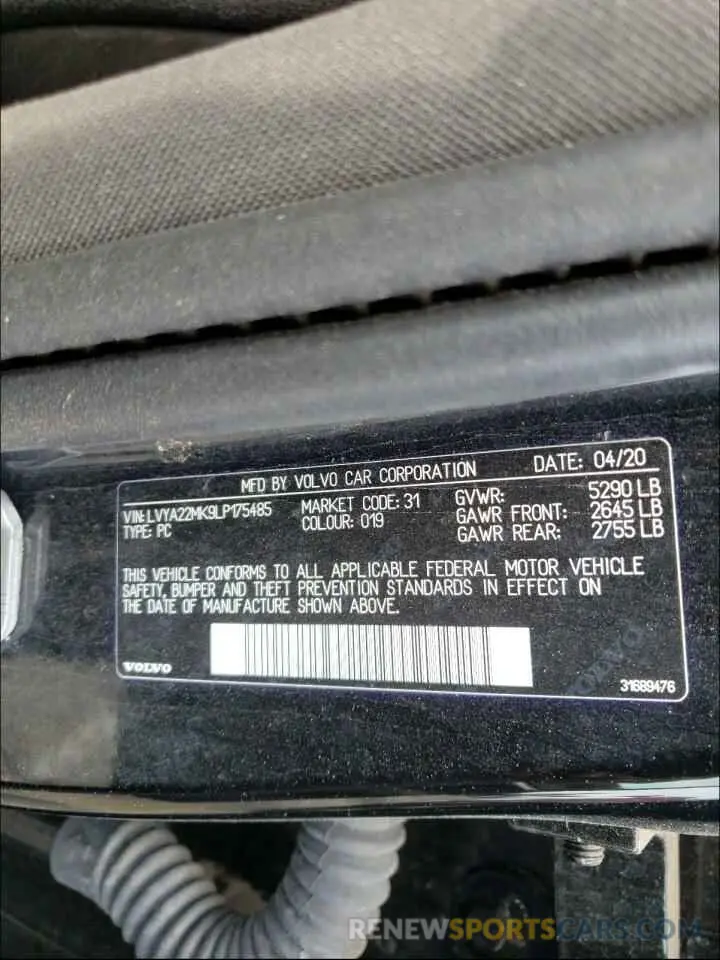 MFD BY VOLVO CAR CORPORATION DATE: 04/20
VIN: LVYA22MK9LP175485 MARKET CODE: 31 GVWR: 5290 LB
TYPE: PC COLOUR: 019 GAWR FRONT: 2645 LB
GAWR REAR: 2755 LB
THIS VEHICLE CONFORMS TO ALL APPLICABLE FEDERAL MOTOR VEHICLE
SAFETY, BUMPER AND THEFT PREVENTION STANDARDS IN EFFECT ON
THE DATE OF MANUFACTURE SHOWN ABOVE.
VOLVO VOLVO
31689476
RENEWSPORTSCARS.COM